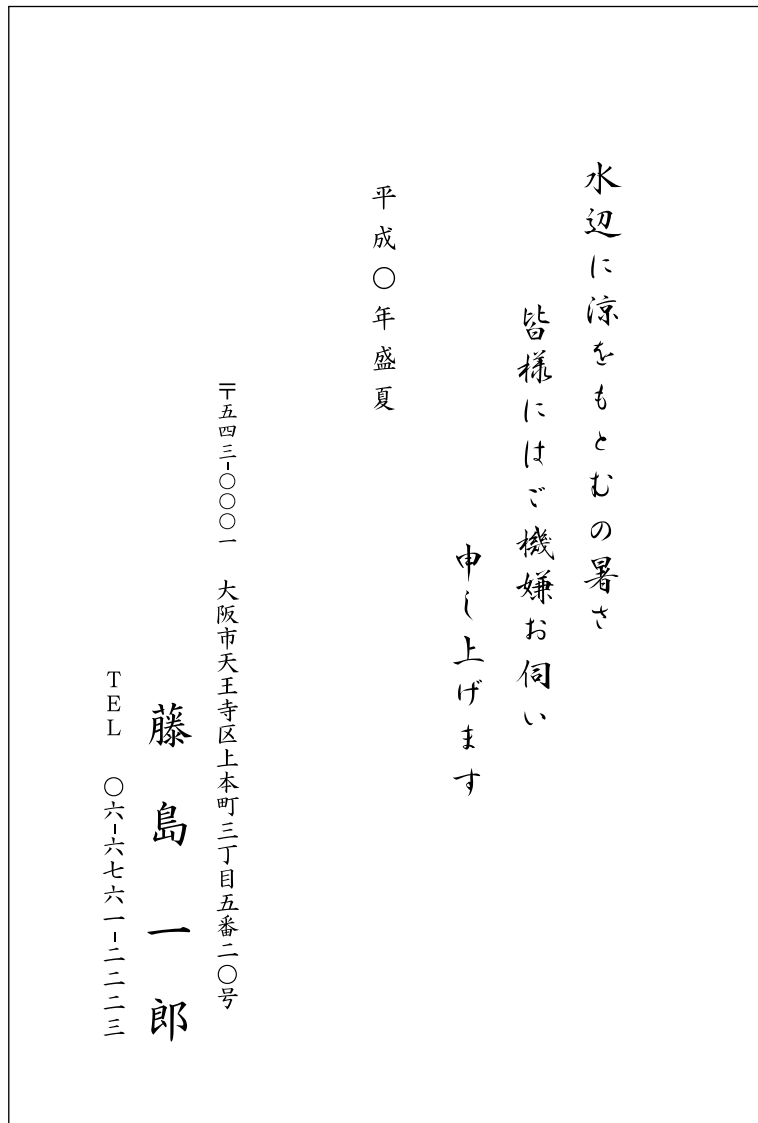 水辺に涼をもとむの暑さ
皆様にはご機嫌お伺い
申し上げます
平成〇年盛夏
〒五四三-〇〇〇一　大阪市天王寺区上本町三丁目五番二〇号
藤島一郎
TEL　〇六-六七六一-二二二三